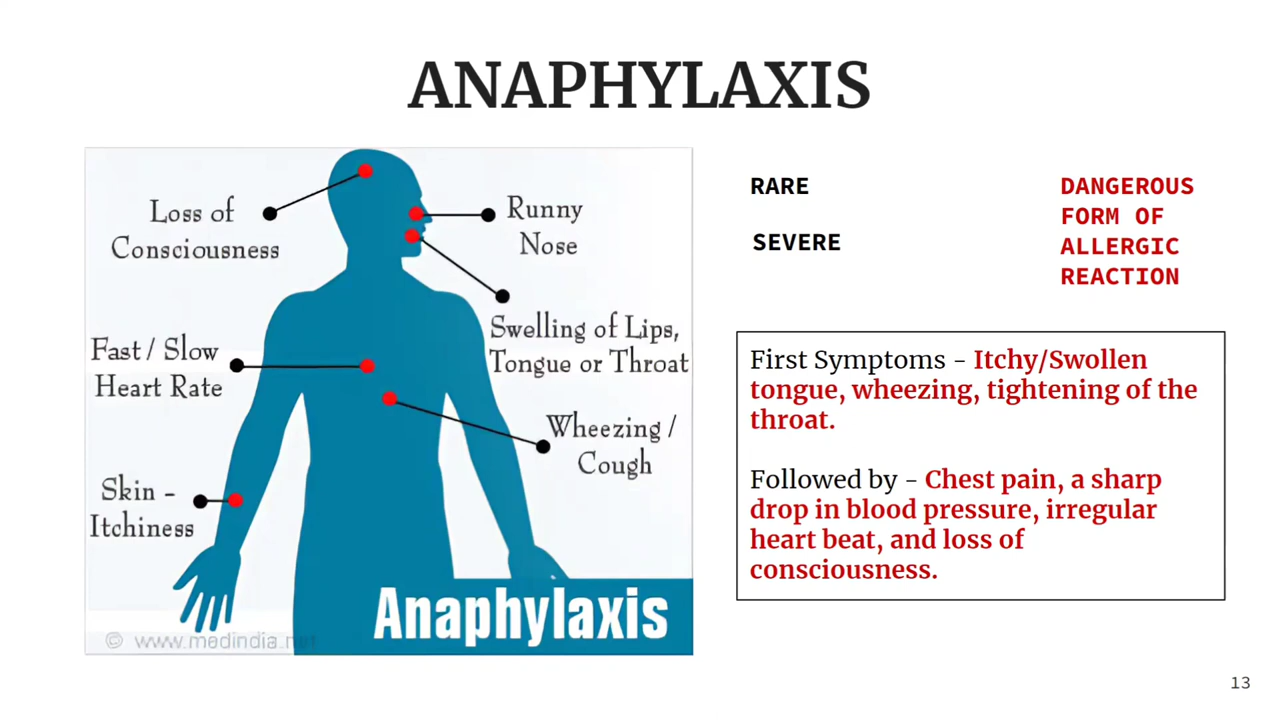 ANAPHYLAXIS
Loss of
Consciousness
Runny
Nose
Swelling of Lips,
Tongue or Throat
Fast / Slow
Heart Rate
Wheezing /
Cough
Skin -
Itchiness
Anaphylaxis
© www.medindia.net
RARE
SEVERE
DANGEROUS
FORM OF
ALLERGIC
REACTION
First Symptoms - Itchy/Swollen
tongue, wheezing, tightening of the
throat.
Followed by - Chest pain, a sharp
drop in blood pressure, irregular
heart beat, and loss of
consciousness.
13